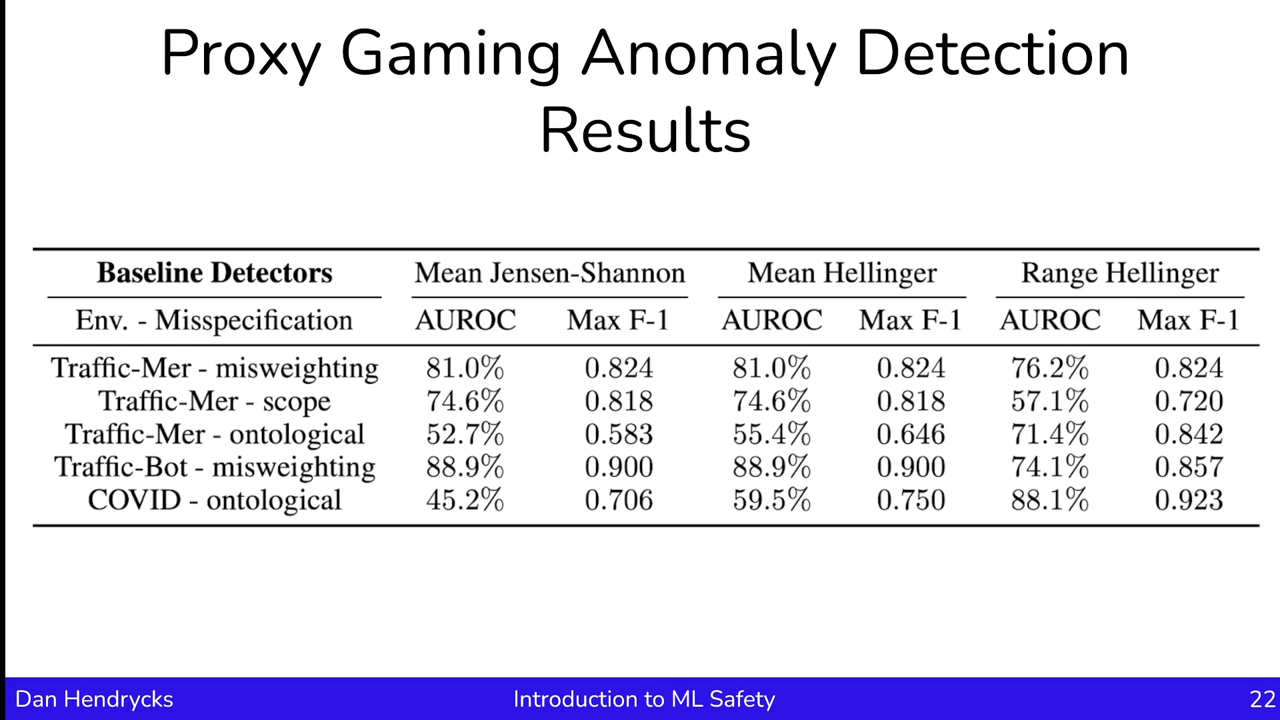 Proxy Gaming Anomaly Detection
Results
Baseline Detectors Mean Jensen-Shannon Mean Hellinger Range Hellinger
Env. - Misspecification AUROC Max F-1 AUROC Max F-1 AUROC Max F-1
Traffic-Mer - misweighting 81.0% 0.824 81.0% 0.824 76.2% 0.824
Traffic-Mer - scope 74.6% 0.818 74.6% 0.818 57.1% 0.720
Traffic-Mer - ontological 52.7% 0.583 55.4% 0.646 71.4% 0.842
Traffic-Bot - misweighting 88.9% 0.900 88.9% 0.900 74.1% 0.857
COVID - ontological 45.2% 0.706 59.5% 0.750 88.1% 0.923
Dan Hendrycks Introduction to ML Safety 22